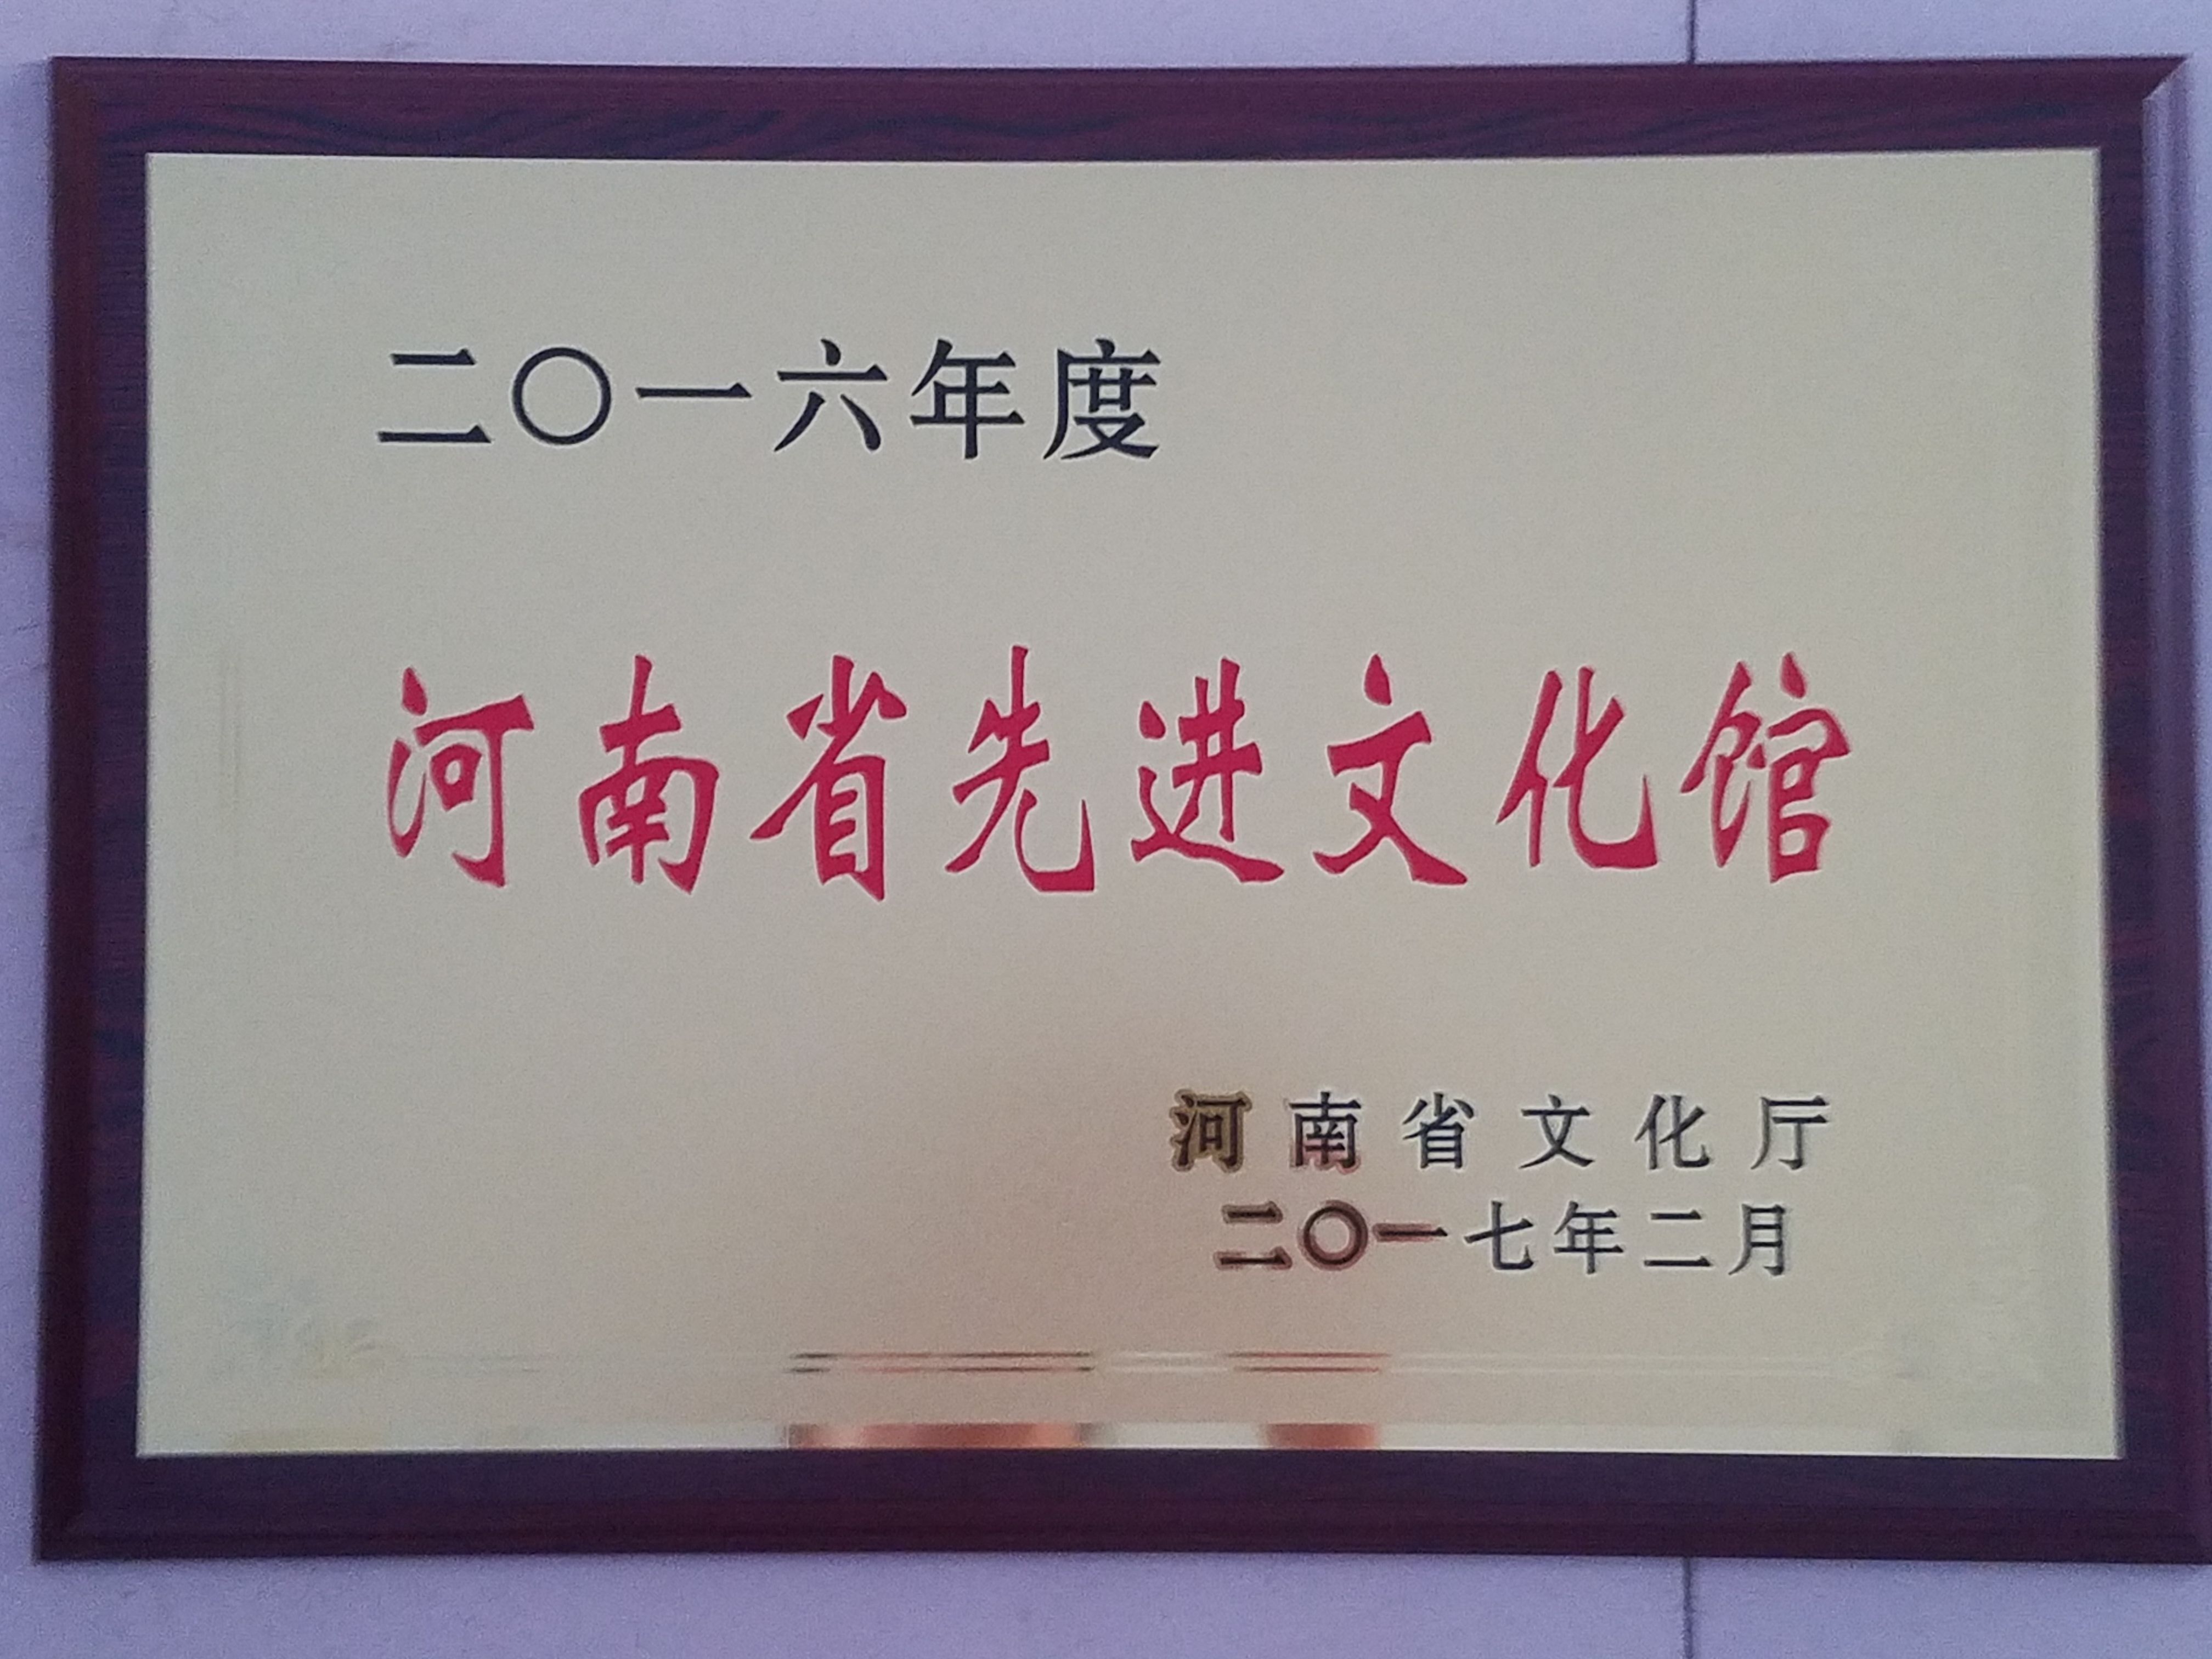 二〇一六年度
河南省先进文化馆
河南省文化厅
二〇一七年二月